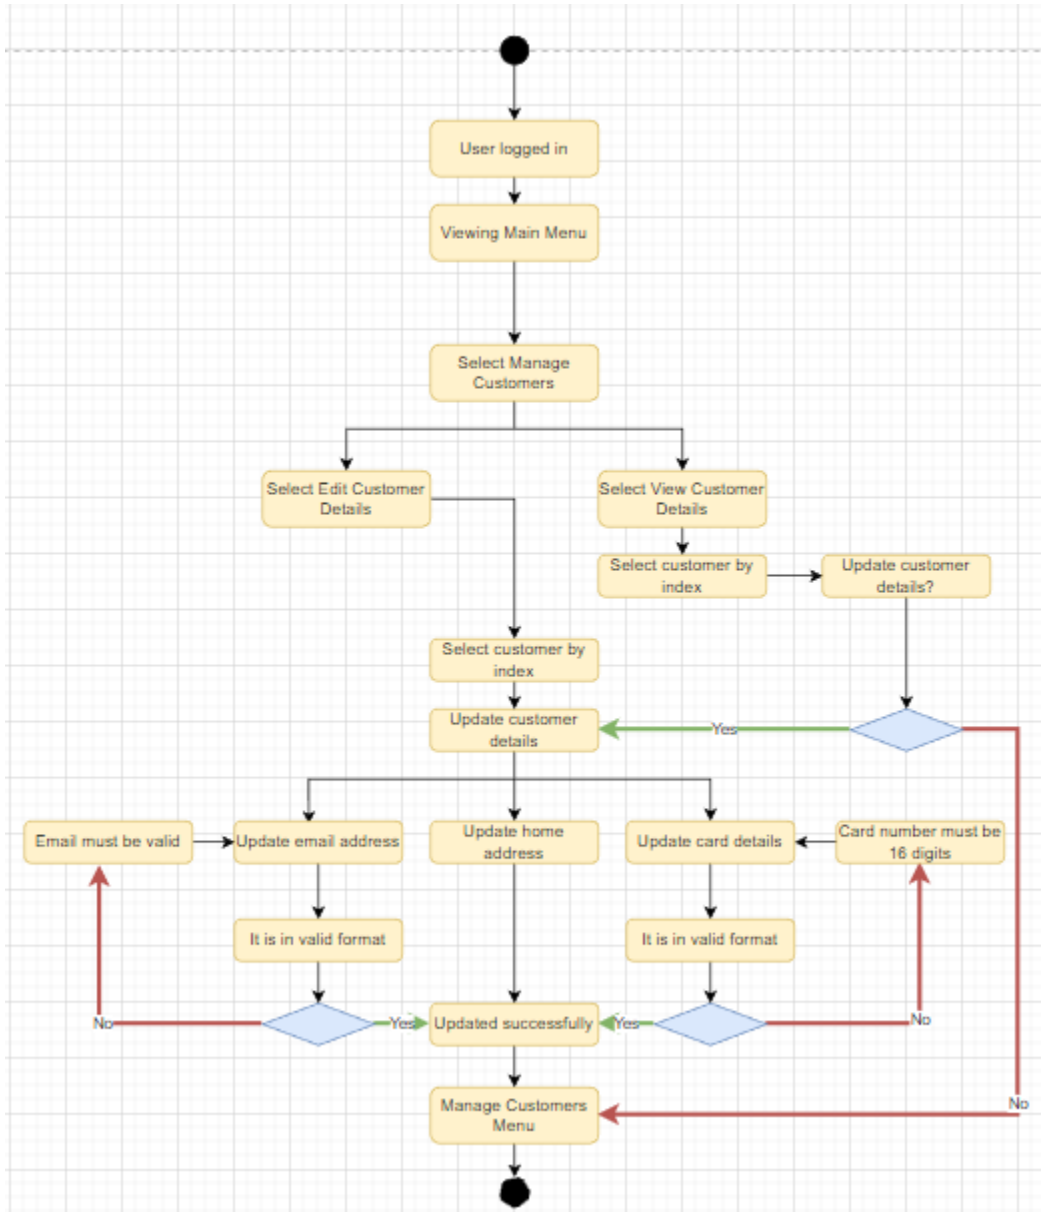 User logged in
Viewing Main Menu
Select Manage
Customers
Select Edit Customer
Details
Select View Customer
Details
Select customer by
index
Update customer
details?
Select customer by
index
Update customer
details
Yes
Email must be valid
Update email address
Update home
address
Update card details
Card number must be
16 digits
It is in valid format
It is in valid format
No
Yes
Updated successfully
Yes
No
Manage Customers
Menu
No